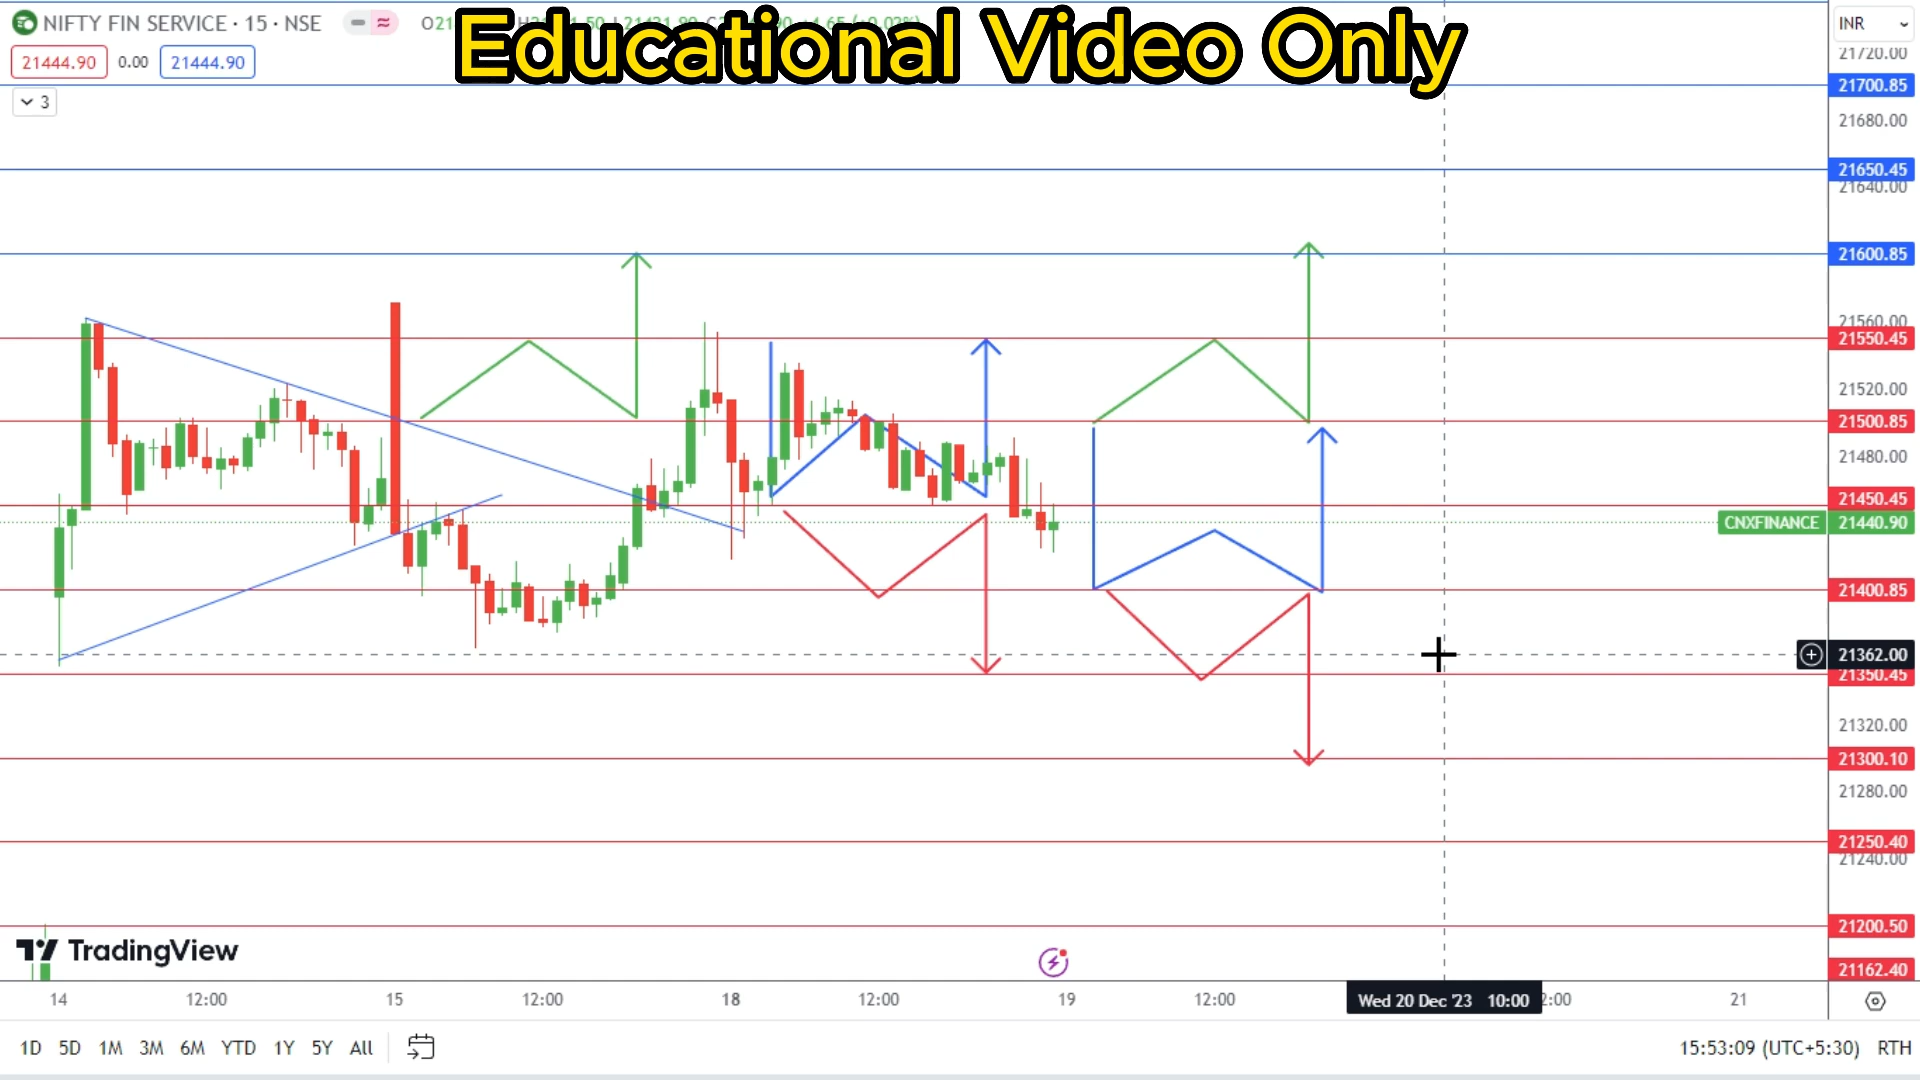 NIFTY FIN SERVICE · 15 · NSE
Educational Video Only
INR
21444.90 0.00 21444.90
3
21720.00
21700.85
21680.00
21650.45
21640.00
21600.85
21560.00
21550.45
21520.00
21500.85
21480.00
21450.45
CNXFINANCE 21440.90
21400.85
21362.00
21350.45
21320.00
21300.10
21280.00
21250.40
21240.00
21200.50
TradingView
21162.40
14 12:00 15 12:00 18 12:00 19 12:00 Wed 20 Dec '23 10:00 2:00 21
1D 5D 1M 3M 6M YTD 1Y 5Y All
15:53:09 (UTC+5:30) RTH